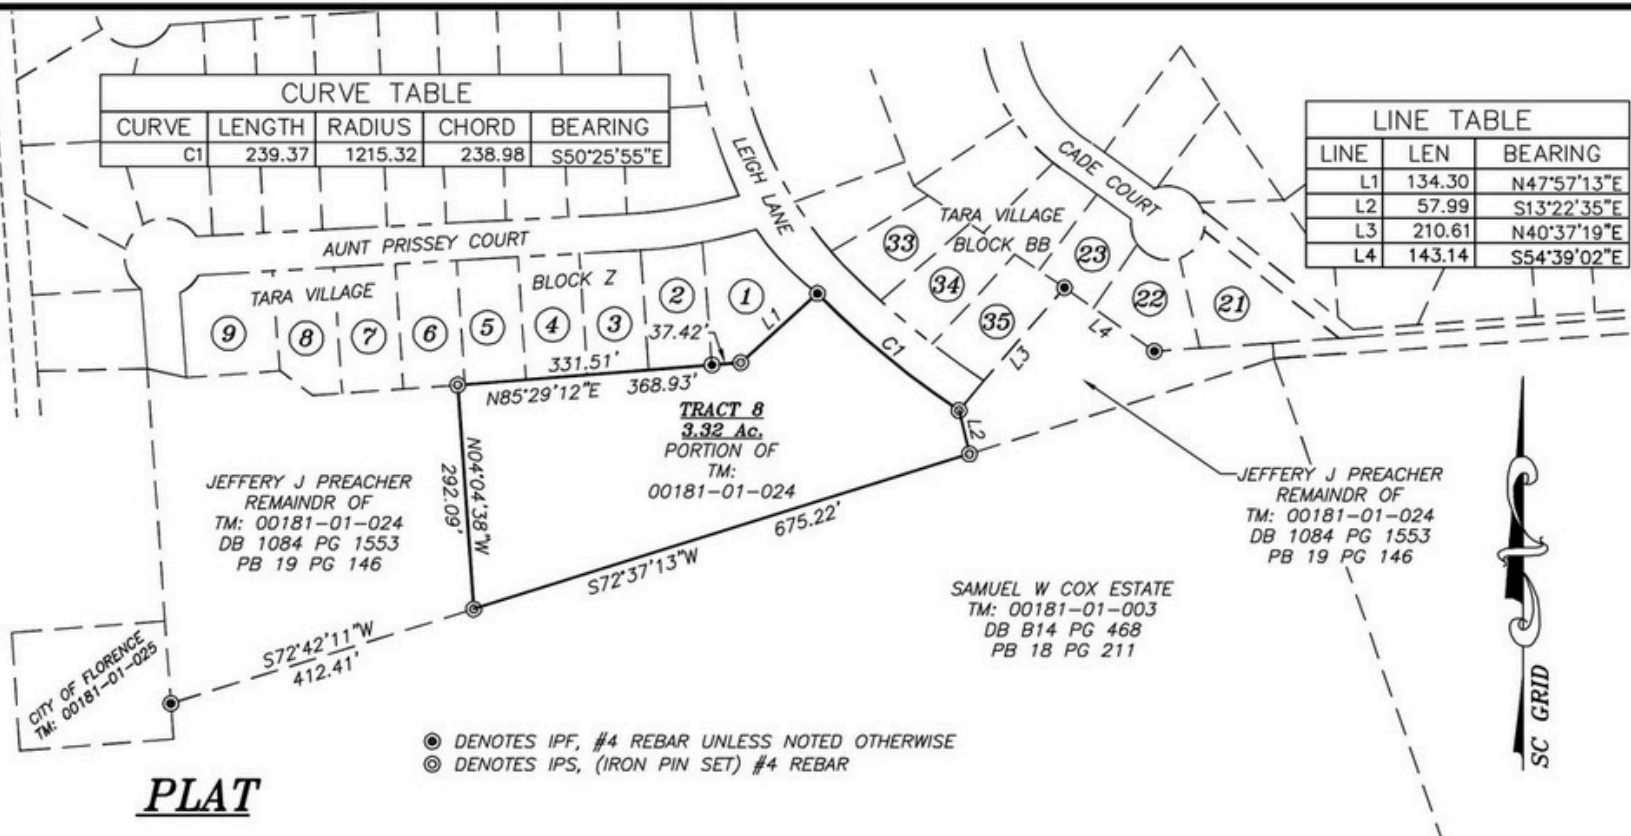 CURVE TABLE
CURVE LENGTH RADIUS CHORD BEARING
C1 239.37 1215.32 238.98 S50°25'55"E
LINE TABLE
LINE LEN BEARING
L1 134.30 N47°57'13"E
L2 57.99 S13°22'35"E
L3 210.61 N40°37'19"E
L4 143.14 S54°39'02"E
LEIGH LANE
CADE COURT
AUNT PRISSEY COURT
TARA VILLAGE
BLOCK BB
33
34
35
23
22
21
TARA VILLAGE
BLOCK Z
9
8
7
6
5
4
3
2
1
L1
C1
L3
L4
L2
37.42'
331.51'
N85°29'12"E 368.93'
TRACT 8
3.32 Ac.
PORTION OF
TM:
00181-01-024
N04°04'38"W
292.09'
675.22'
S72°37'13"W
JEFFERY J PREACHER
REMAINDR OF
TM: 00181-01-024
DB 1084 PG 1553
PB 19 PG 146
JEFFERY J PREACHER
REMAINDR OF
TM: 00181-01-024
DB 1084 PG 1553
PB 19 PG 146
SAMUEL W COX ESTATE
TM: 00181-01-003
DB B14 PG 468
PB 18 PG 211
S72°42'11"W
412.41'
CITY OF FLORENCE
TM: 00181-01-025
DENOTES IPF, #4 REBAR UNLESS NOTED OTHERWISE
DENOTES IPS, (IRON PIN SET) #4 REBAR
SC GRID
PLAT